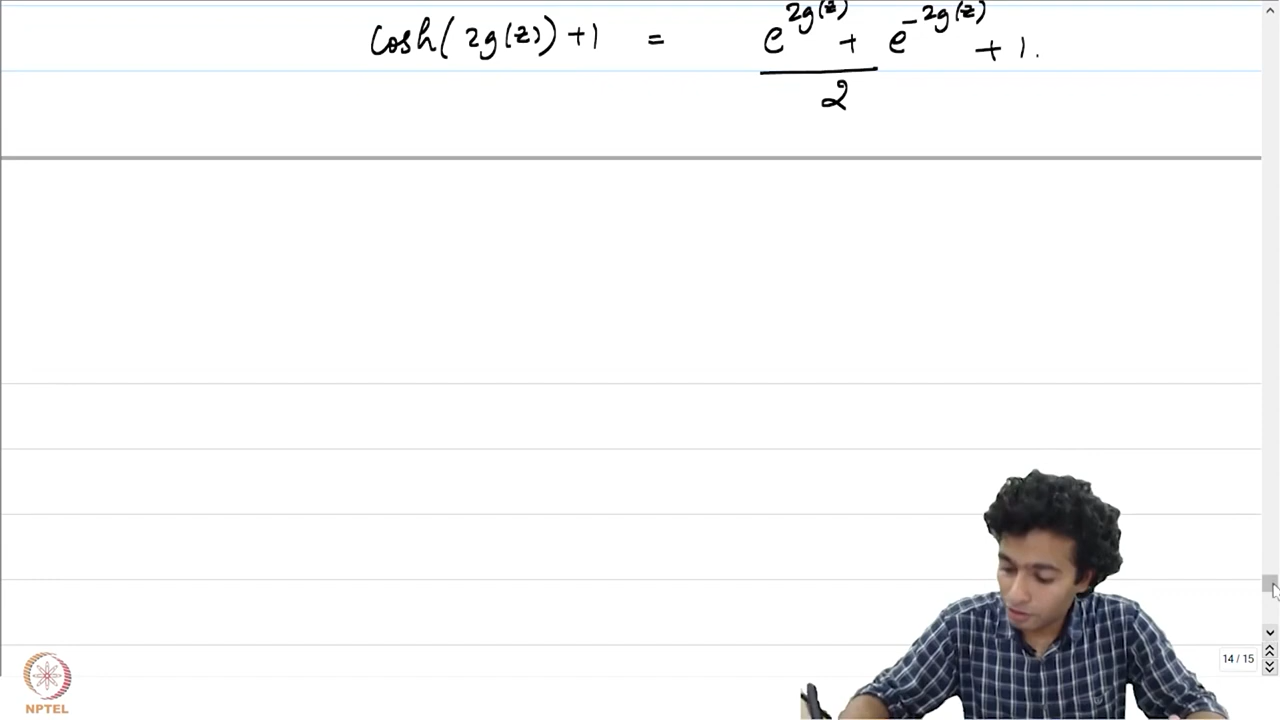 cosh(2g(z))+1 = e^{2g(z)} + e^{-2g(z)} + 1.
2
14 / 15
NPTEL